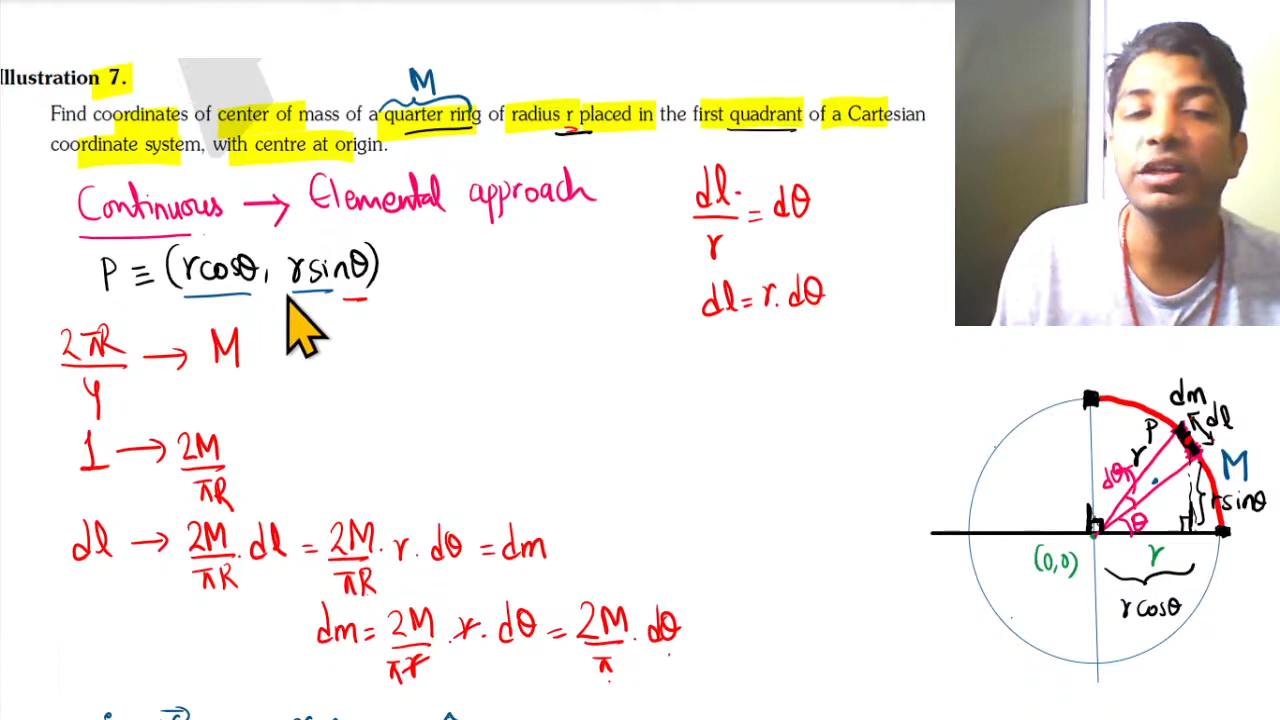 Illustration 7.
M
Find coordinates of center of mass of a quarter ring of radius r placed in the first quadrant of a Cartesian
coordinate system, with centre at origin.
Continuous → Elemental approach
dl/r = dθ
P ≡ (rcosθ, rsinθ)
dl = r. dθ
2πR/4 → M
1 → 2M/πR
dl → 2M/πR . dl = 2M/πR . r . dθ = dm
dm = 2M/πr . r . dθ = 2M/π . dθ
dm
dl
P
r
M
dθ
rsinθ
θ
(0,0)
r
rcosθ